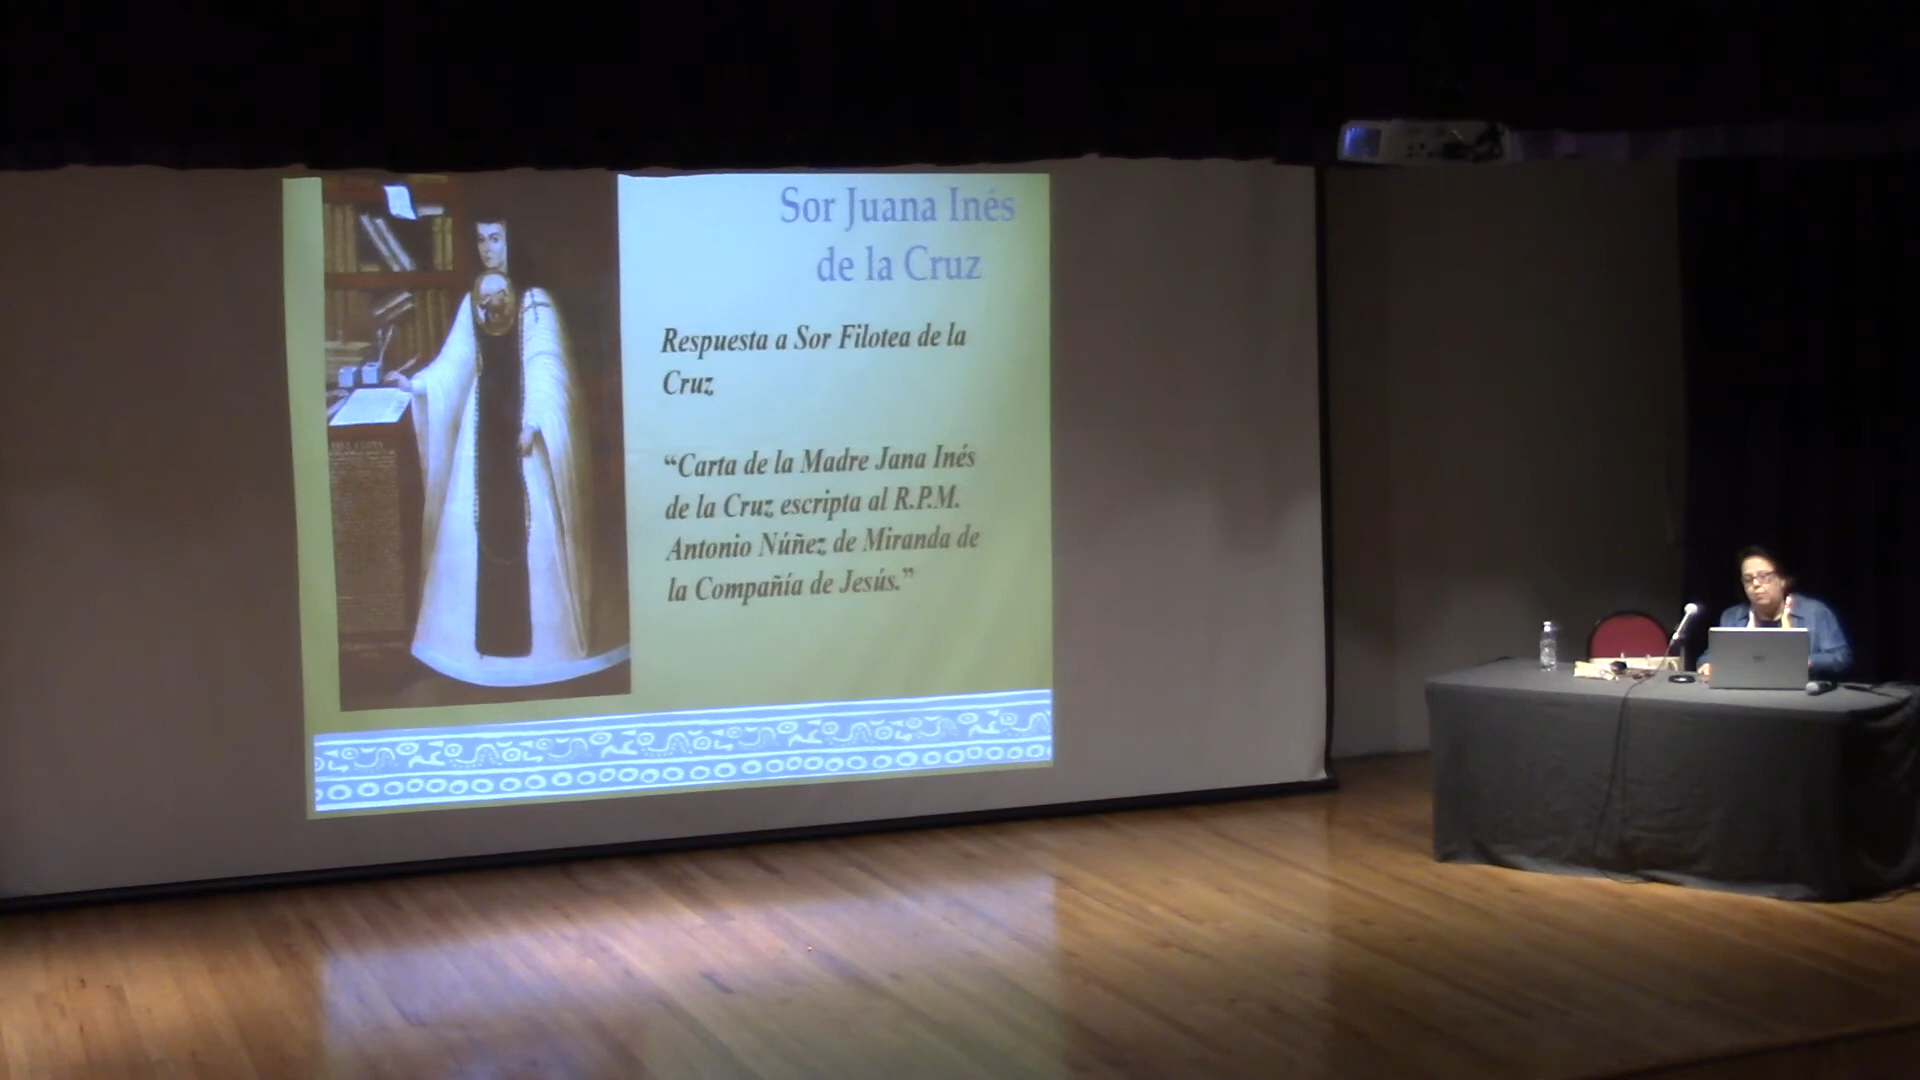 Sor Juana Inés
de la Cruz
Respuesta a Sor Filotea de la
Cruz
“Carta de la Madre Jana Inés
de la Cruz escripta al R.P.M.
Antonio Núñez de Miranda de
la Compañía de Jesús.”